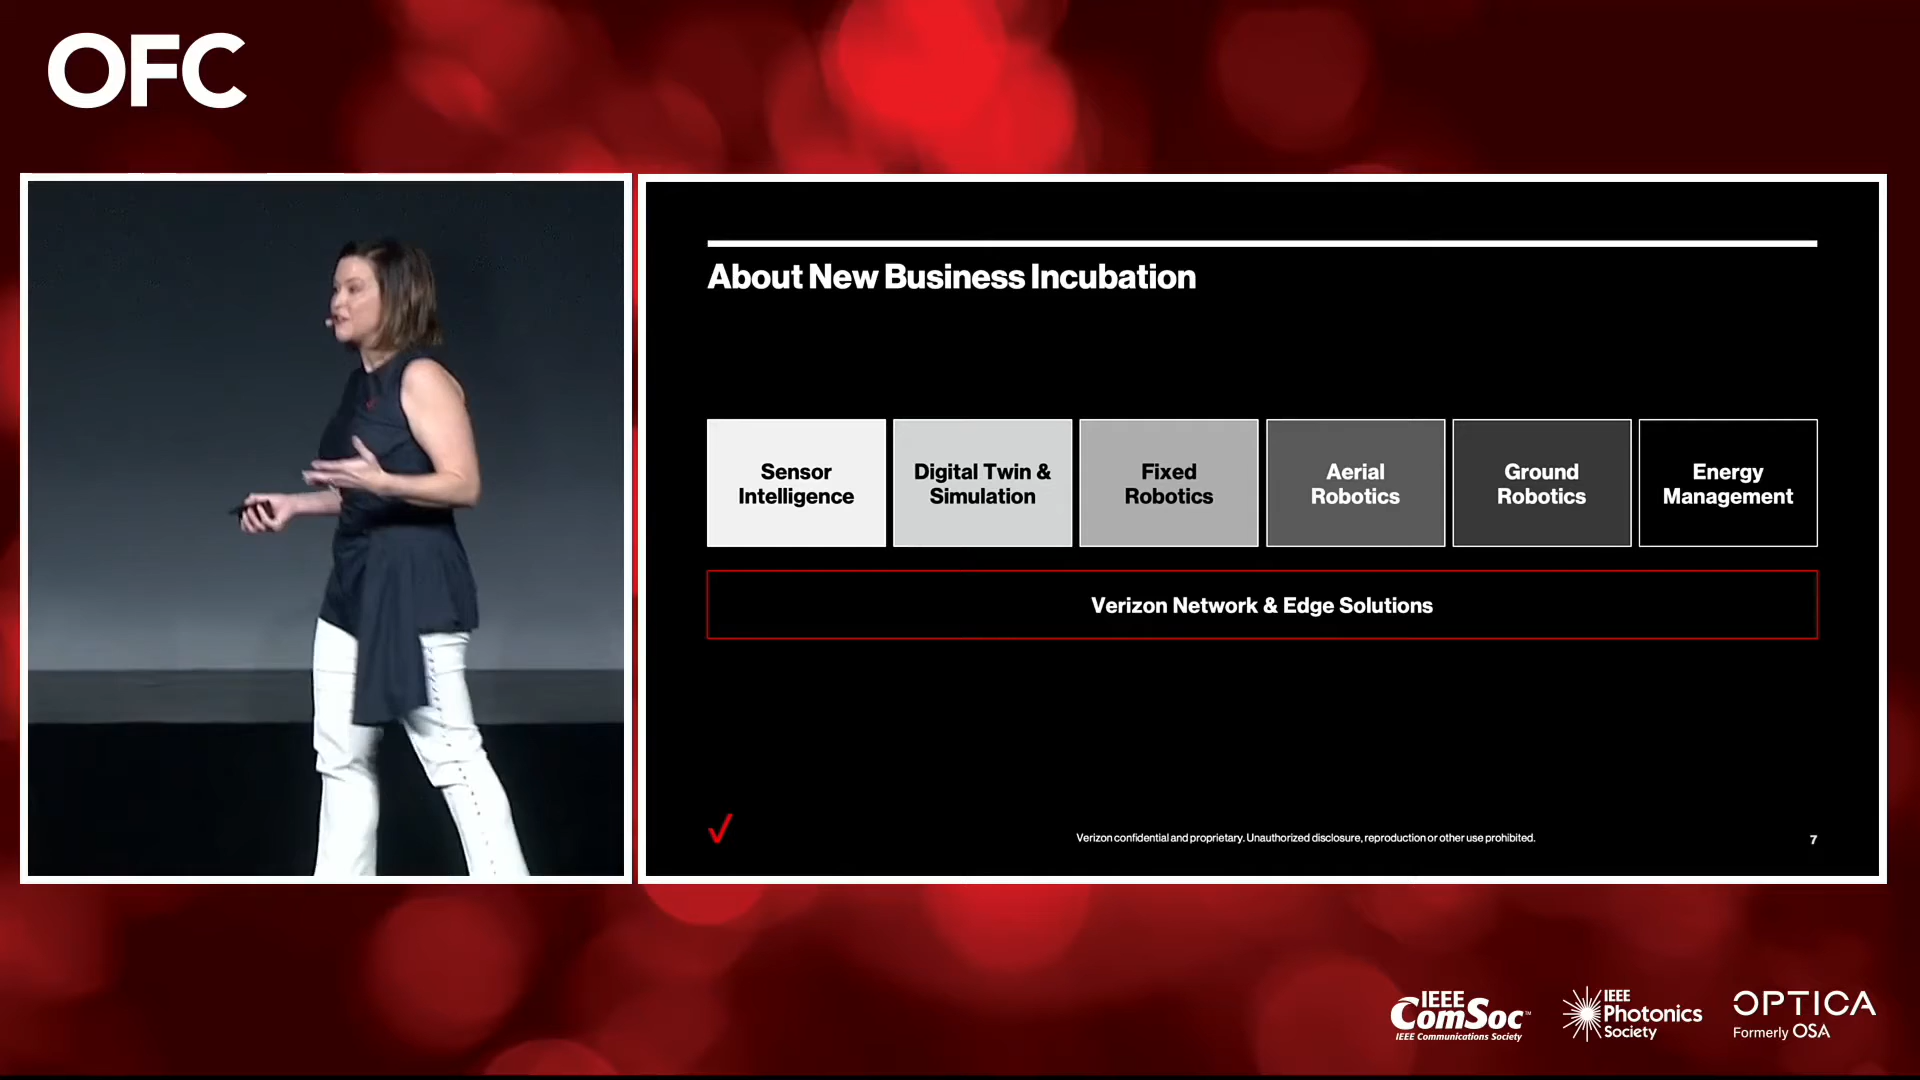 OFC
About New Business Incubation
Sensor
Intelligence
Digital Twin &
Simulation
Fixed
Robotics
Aerial
Robotics
Ground
Robotics
Energy
Management
Verizon Network & Edge Solutions
Verizon confidential and proprietary. Unauthorized disclosure, reproduction or other use prohibited.
7
IEEE
ComSoc™
IEEE Communications Society
IEEE
Photonics
Society
OPTICA
Formerly OSA